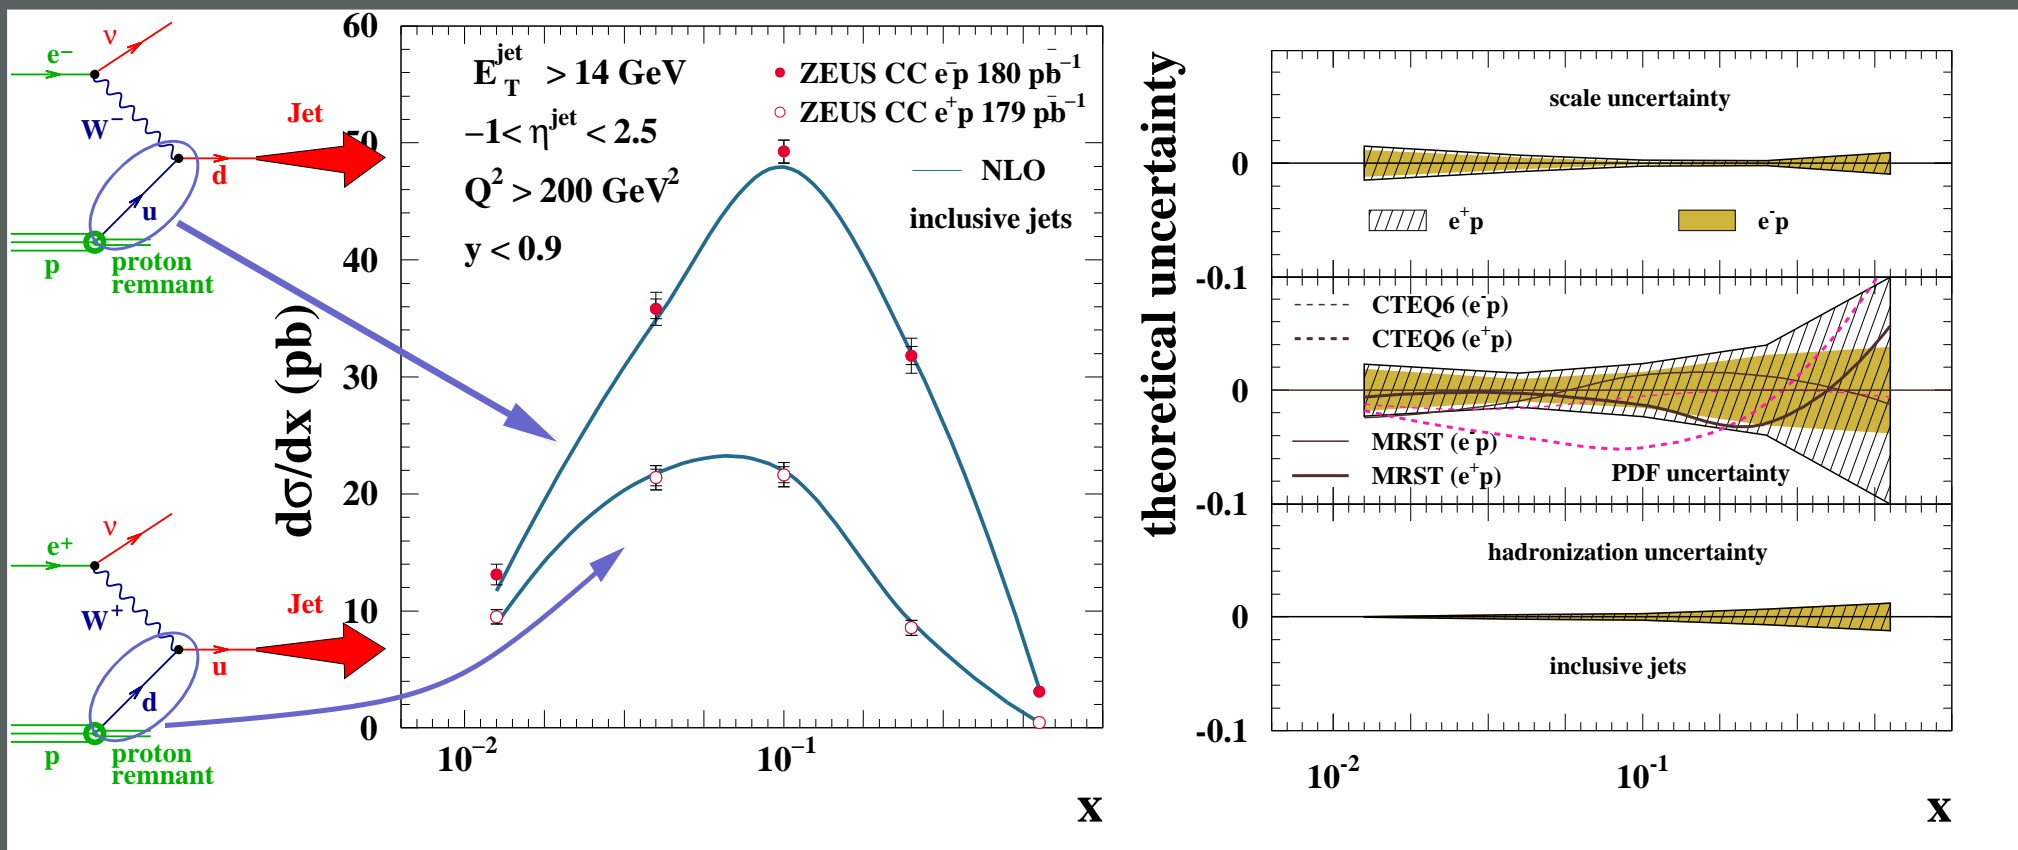 ν
e⁻
W⁻
Jet
d
u
p
proton
remnant
ν
e⁺
W⁺
Jet
u
d
p
proton
remnant
dσ/dx (pb)
60
50
40
30
20
10
0
E_T^jet > 14 GeV
−1< η^jet < 2.5
Q² > 200 GeV²
y < 0.9
ZEUS CC e⁻p 180 pb⁻¹
ZEUS CC e⁺p 179 pb⁻¹
NLO
inclusive jets
10⁻²
10⁻¹
x
theoretical uncertainty
scale uncertainty
0
e⁺p
e⁻p
-0.1
CTEQ6 (e⁻p)
CTEQ6 (e⁺p)
0
MRST (e⁻p)
MRST (e⁺p)
PDF uncertainty
-0.1
hadronization uncertainty
0
inclusive jets
-0.1
10⁻²
10⁻¹
x